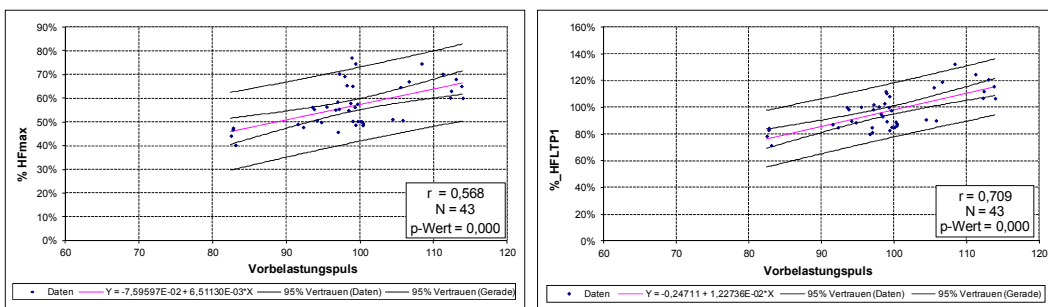 90%
80%
70%
60%
50%
40%
30%
20%
10%
0%
% HFmax
r = 0,568
N = 43
p-Wert = 0,000
60 70 80 90 100 110 120
Vorbelastungspuls
Daten Y = -7,59597E-02 + 6,51130E-03*X 95% Vertrauen (Daten) 95% Vertrauen (Gerade)
160%
140%
120%
100%
80%
60%
40%
20%
0%
%_HFLTP1
r = 0,709
N = 43
p-Wert = 0,000
60 70 80 90 100 110 120
Vorbelastungspuls
Daten Y = -0,24711 + 1,22736E-02*X 95% Vertrauen (Daten) 95% Vertrauen (Gerade)